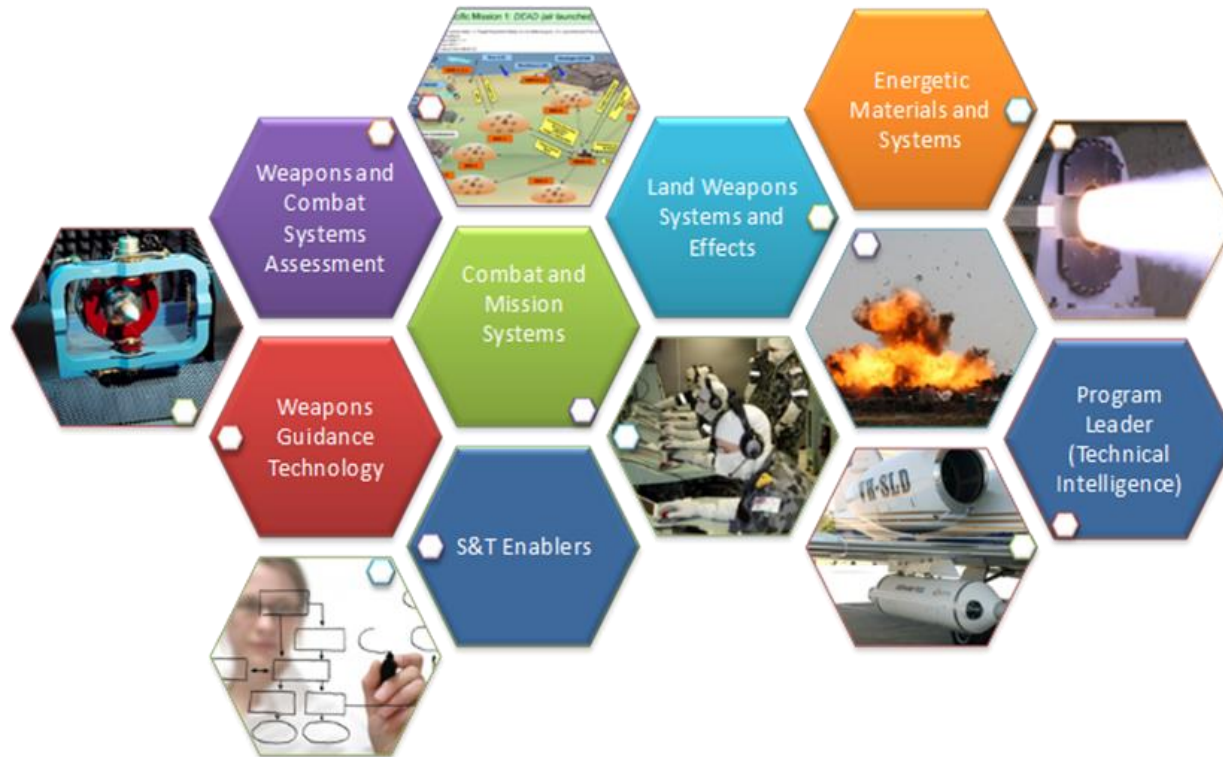 cific Mission 1: DEAD (air launched)
Energetic
Materials and
Systems
Weapons and
Combat
Systems
Assessment
Land Weapons
Systems and
Effects
Combat and
Mission
Systems
Weapons
Guidance
Technology
Program
Leader
(Technical
Intelligence)
VH-SLD
S&T Enablers